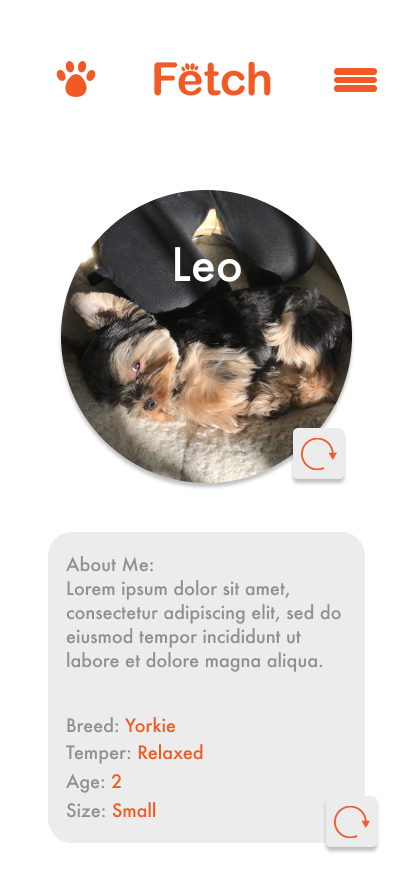 Fetch
Leo
About Me:
Lorem ipsum dolor sit amet,
consectetur adipiscing elit, sed do
eiusmod tempor incididunt ut
labore et dolore magna aliqua.
Breed: Yorkie
Temper: Relaxed
Age: 2
Size: Small